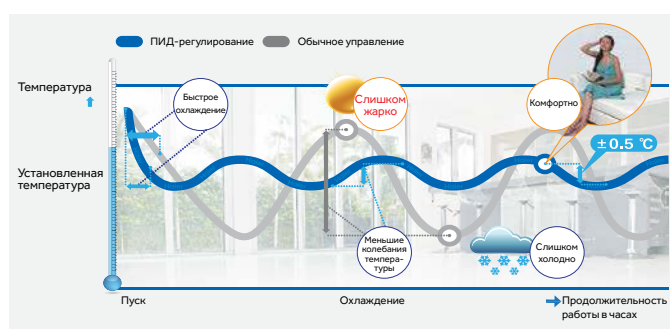 ПИД-регулирование
Обычное управление
Температура
Быстрое
охлаждение
Слишком
жарко
Комфортно
± 0.5 ℃
Установленная
температура
Меньшие
колебания
темпера-
туры
Слишком
холодно
Пуск
Охлаждение
Продолжительность
работы в часах